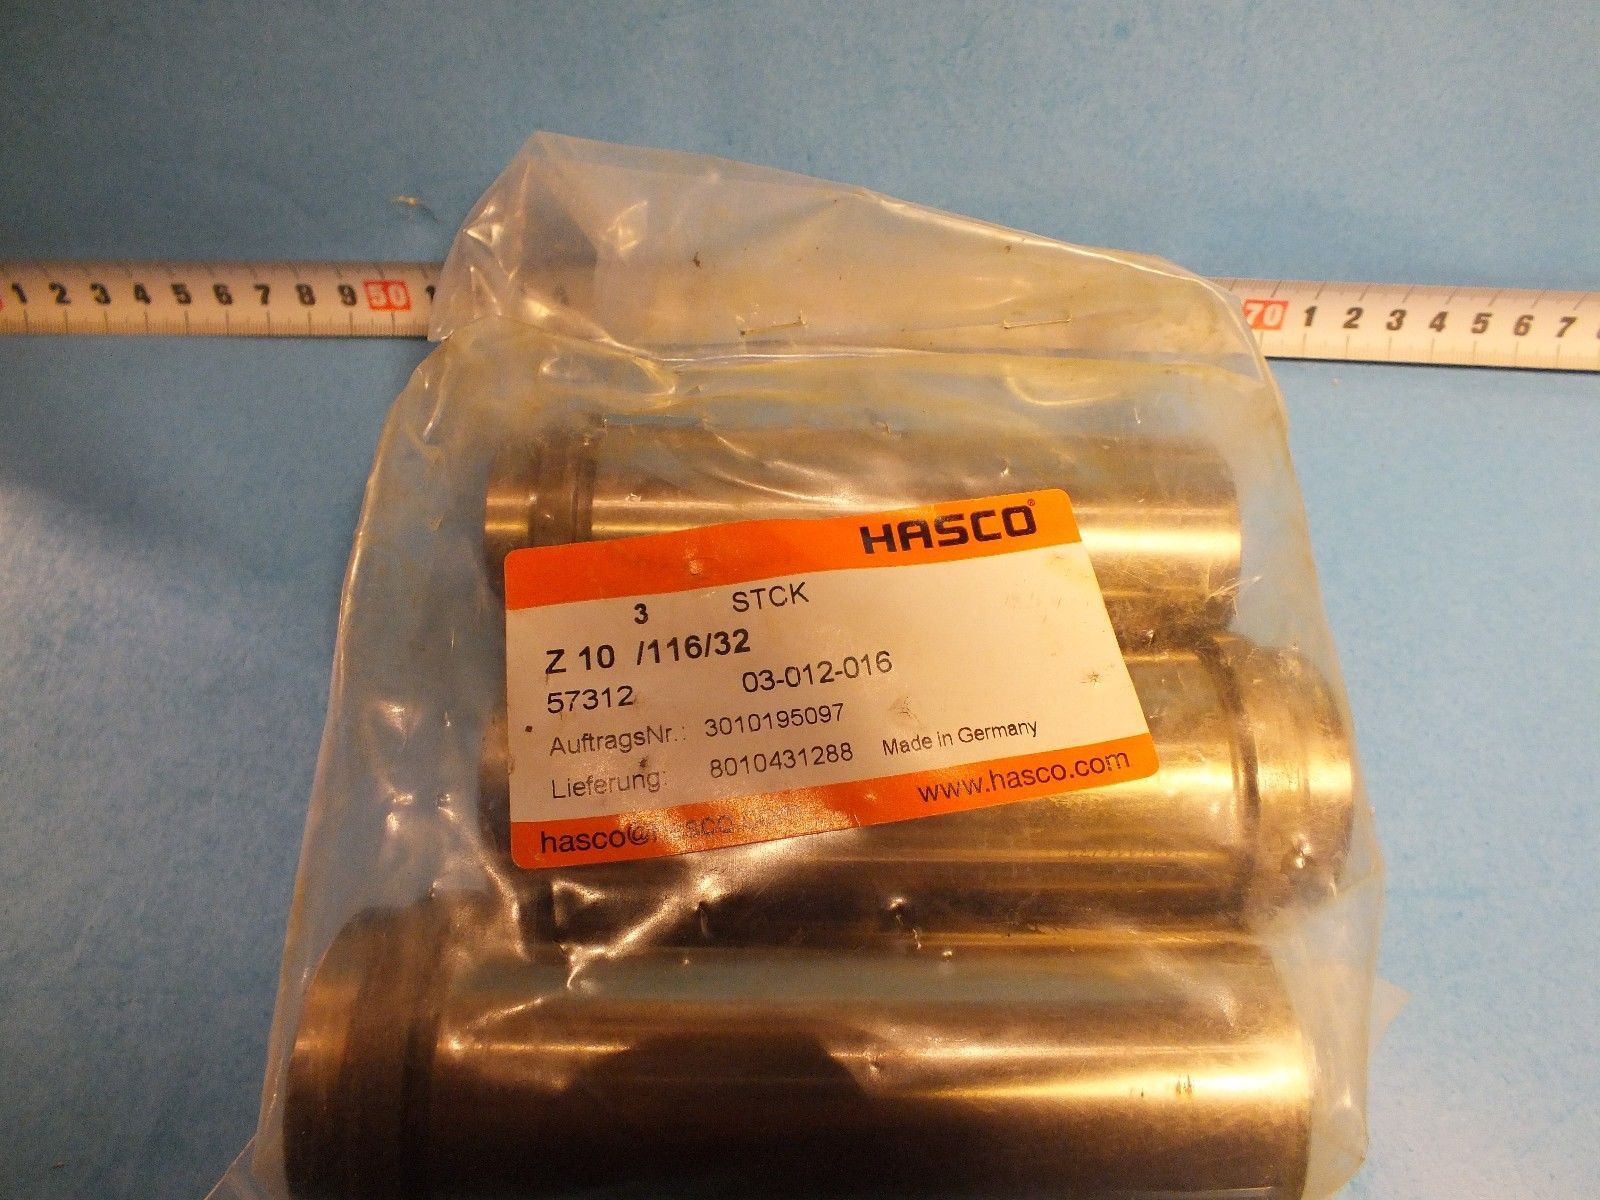 1 2 3 4 5 6 7 8 9 50 1
70 1 2 3 4 5 6 7
HASCO®
3 STCK
Z 10 /116/32
57312 03-012-016
AuftragsNr.: 3010195097
Lieferung: 8010431288 Made in Germany
www.hasco.com